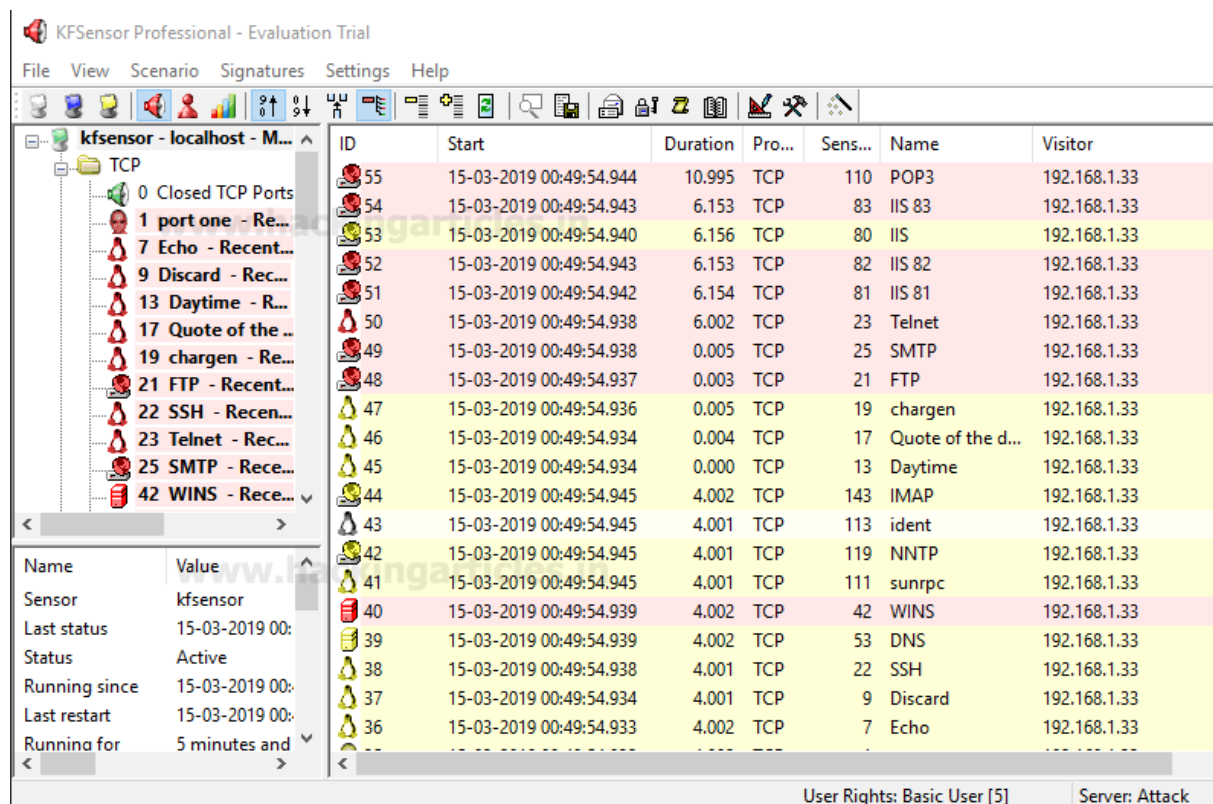 KFSensor Professional - Evaluation Trial
File View Scenario Signatures Settings Help
kfsensor - localhost - M...
TCP
0 Closed TCP Ports
1 port one - Re...
7 Echo - Recent...
9 Discard - Rec...
13 Daytime - R...
17 Quote of the ...
19 chargen - Re...
21 FTP - Recent...
22 SSH - Recen...
23 Telnet - Rec...
25 SMTP - Rece...
42 WINS - Rece...
Name Value
Sensor kfsensor
Last status 15-03-2019 00:
Status Active
Running since 15-03-2019 00:
Last restart 15-03-2019 00:
Running for 5 minutes and
ID Start Duration Pro... Sens... Name Visitor
55 15-03-2019 00:49:54.944 10.995 TCP 110 POP3 192.168.1.33
54 15-03-2019 00:49:54.943 6.153 TCP 83 IIS 83 192.168.1.33
53 15-03-2019 00:49:54.940 6.156 TCP 80 IIS 192.168.1.33
52 15-03-2019 00:49:54.943 6.153 TCP 82 IIS 82 192.168.1.33
51 15-03-2019 00:49:54.942 6.154 TCP 81 IIS 81 192.168.1.33
50 15-03-2019 00:49:54.938 6.002 TCP 23 Telnet 192.168.1.33
49 15-03-2019 00:49:54.938 0.005 TCP 25 SMTP 192.168.1.33
48 15-03-2019 00:49:54.937 0.003 TCP 21 FTP 192.168.1.33
47 15-03-2019 00:49:54.936 0.005 TCP 19 chargen 192.168.1.33
46 15-03-2019 00:49:54.934 0.004 TCP 17 Quote of the d... 192.168.1.33
45 15-03-2019 00:49:54.934 0.000 TCP 13 Daytime 192.168.1.33
44 15-03-2019 00:49:54.945 4.002 TCP 143 IMAP 192.168.1.33
43 15-03-2019 00:49:54.945 4.001 TCP 113 ident 192.168.1.33
42 15-03-2019 00:49:54.945 4.001 TCP 119 NNTP 192.168.1.33
41 15-03-2019 00:49:54.945 4.001 TCP 111 sunrpc 192.168.1.33
40 15-03-2019 00:49:54.939 4.002 TCP 42 WINS 192.168.1.33
39 15-03-2019 00:49:54.939 4.002 TCP 53 DNS 192.168.1.33
38 15-03-2019 00:49:54.938 4.001 TCP 22 SSH 192.168.1.33
37 15-03-2019 00:49:54.934 4.001 TCP 9 Discard 192.168.1.33
36 15-03-2019 00:49:54.933 4.002 TCP 7 Echo 192.168.1.33
www.hackingarticles.in
www.hackingarticles.in
User Rights: Basic User [5] Server: Attack